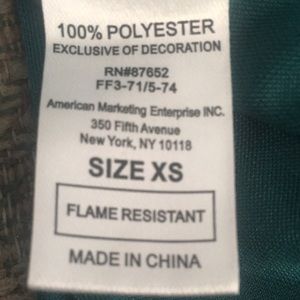 100% POLYESTER
EXCLUSIVE OF DECORATION
RN#87652
FF3-71/5-74
American Marketing Enterprise INC.
350 Fifth Avenue
New York, NY 10118
SIZE XS
FLAME RESISTANT
MADE IN CHINA